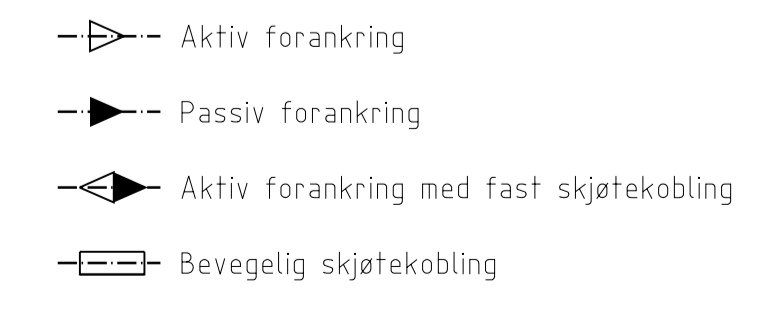 Aktiv forankring
Passiv forankring
Aktiv forankring med fast skjøtekobling
Bevegelig skjøtekobling